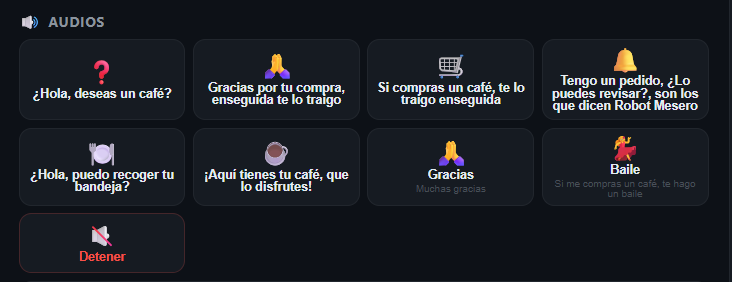 AUDIOS
¿Hola, deseas un café?
Gracias por tu compra,
enseguida te lo traigo
Si compras un café, te lo
traigo enseguida
Tengo un pedido, ¿Lo
puedes revisar?, son los
que dicen Robot Mesero
¿Hola, puedo recoger tu
bandeja?
¡Aquí tienes tu café, que
lo disfrutes!
Gracias
Muchas gracias
Baile
Si me compras un café, te hago
un baile
Detener